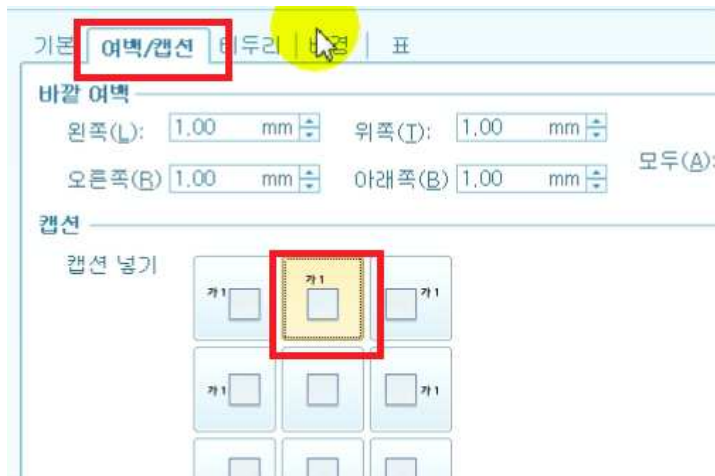 기본 여백/캡션 테두리 배경 표
바깥 여백
왼쪽(L): 1.00 mm 위쪽(T): 1.00 mm
모두(A):
오른쪽(R) 1.00 mm 아래쪽(B) 1.00 mm
캡션
캡션 넣기
가1 가1 가1
가1 가1